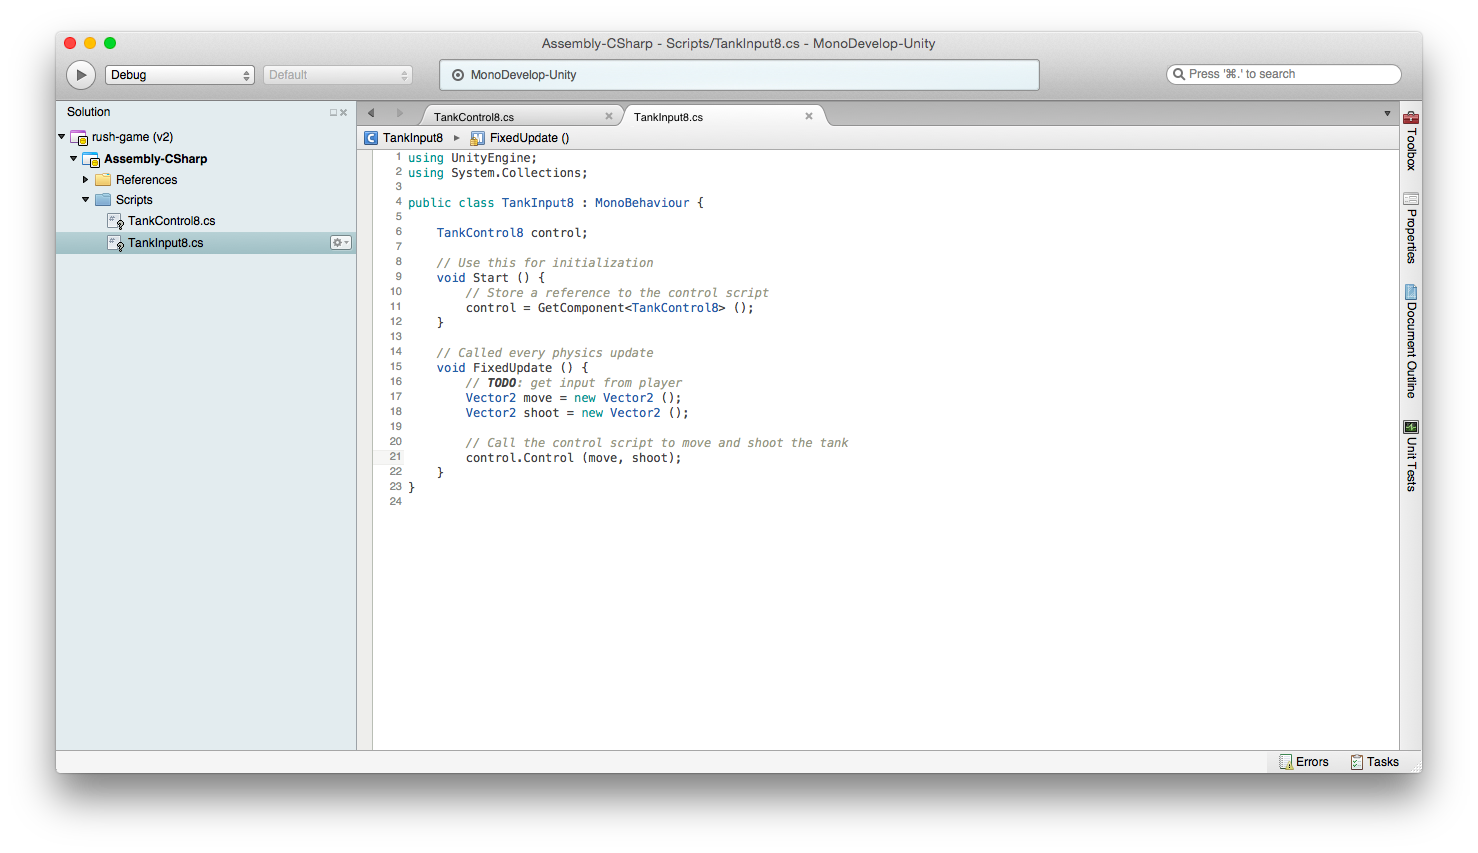 Assembly-CSharp - Scripts/TankInput8.cs - MonoDevelop-Unity
Debug
Default
MonoDevelop-Unity
Press '⌘.' to search
Solution
rush-game (v2)
Assembly-CSharp
References
Scripts
TankControl8.cs
TankInput8.cs
TankControl8.cs
TankInput8.cs
TankInput8
FixedUpdate ()
1 using UnityEngine;
2 using System.Collections;
3
4 public class TankInput8 : MonoBehaviour {
5
6     TankControl8 control;
7
8     // Use this for initialization
9     void Start () {
10         // Store a reference to the control script
11         control = GetComponent<TankControl8> ();
12     }
13
14     // Called every physics update
15     void FixedUpdate () {
16         // TODO: get input from player
17         Vector2 move = new Vector2 ();
18         Vector2 shoot = new Vector2 ();
19
20         // Call the control script to move and shoot the tank
21         control.Control (move, shoot);
22     }
23 }
24
Toolbox
Properties
Document Outline
Unit Tests
Errors
Tasks